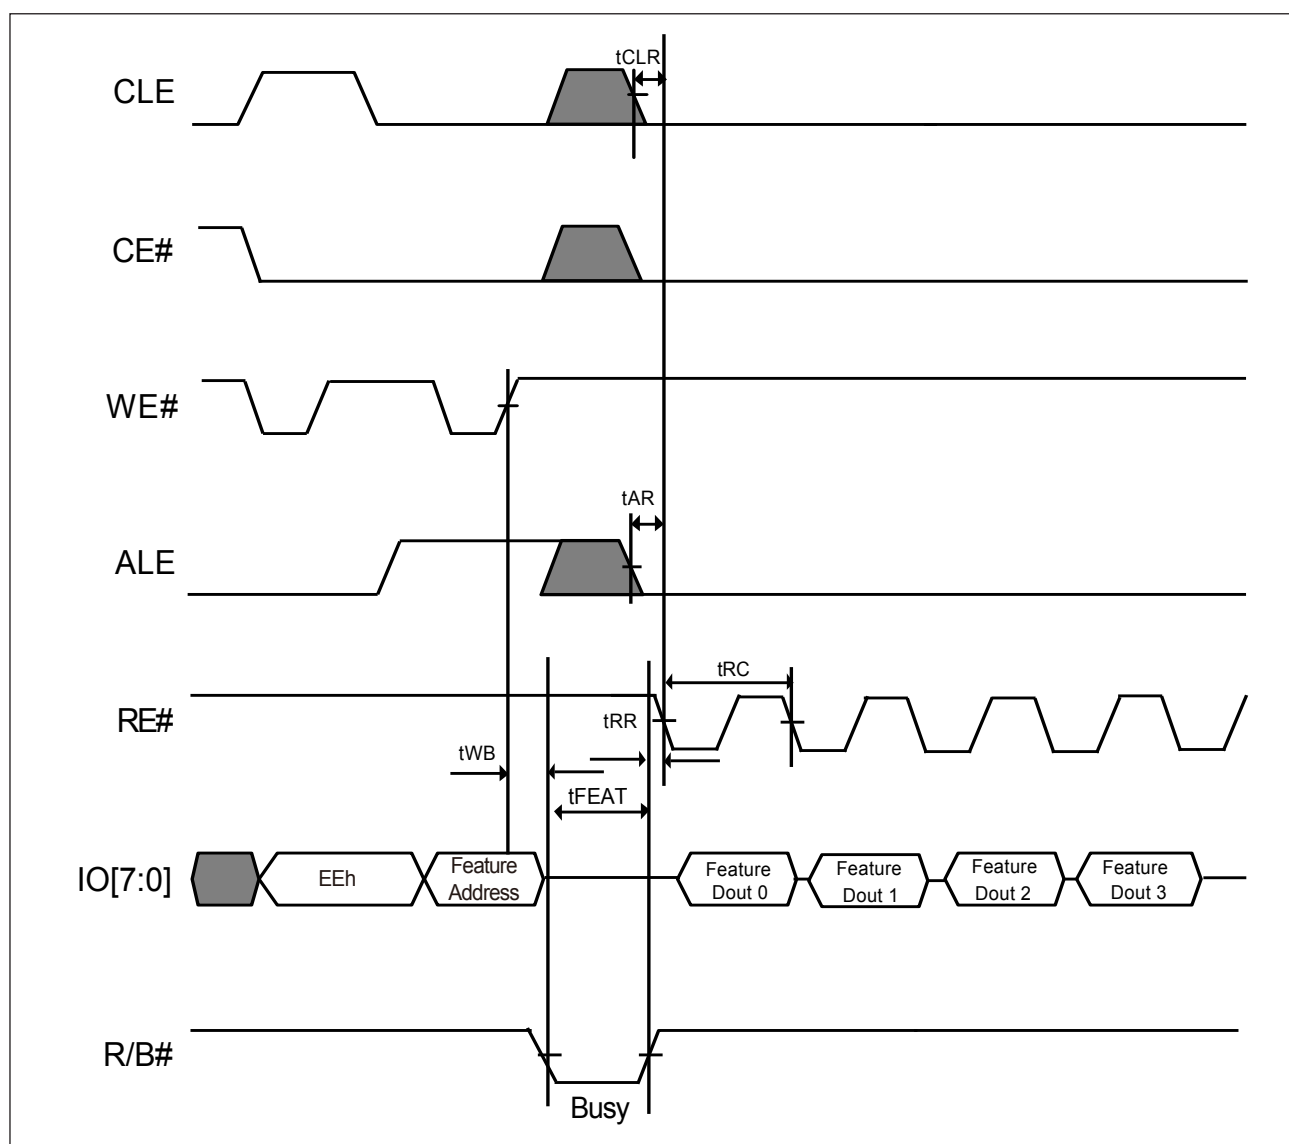 tCLR
CLE
CE#
WE#
tAR
ALE
tRC
RE#
tRR
tWB
tFEAT
IO[7:0]
EEh
Feature
Address
Feature
Dout 0
Feature
Dout 1
Feature
Dout 2
Feature
Dout 3
R/B#
Busy